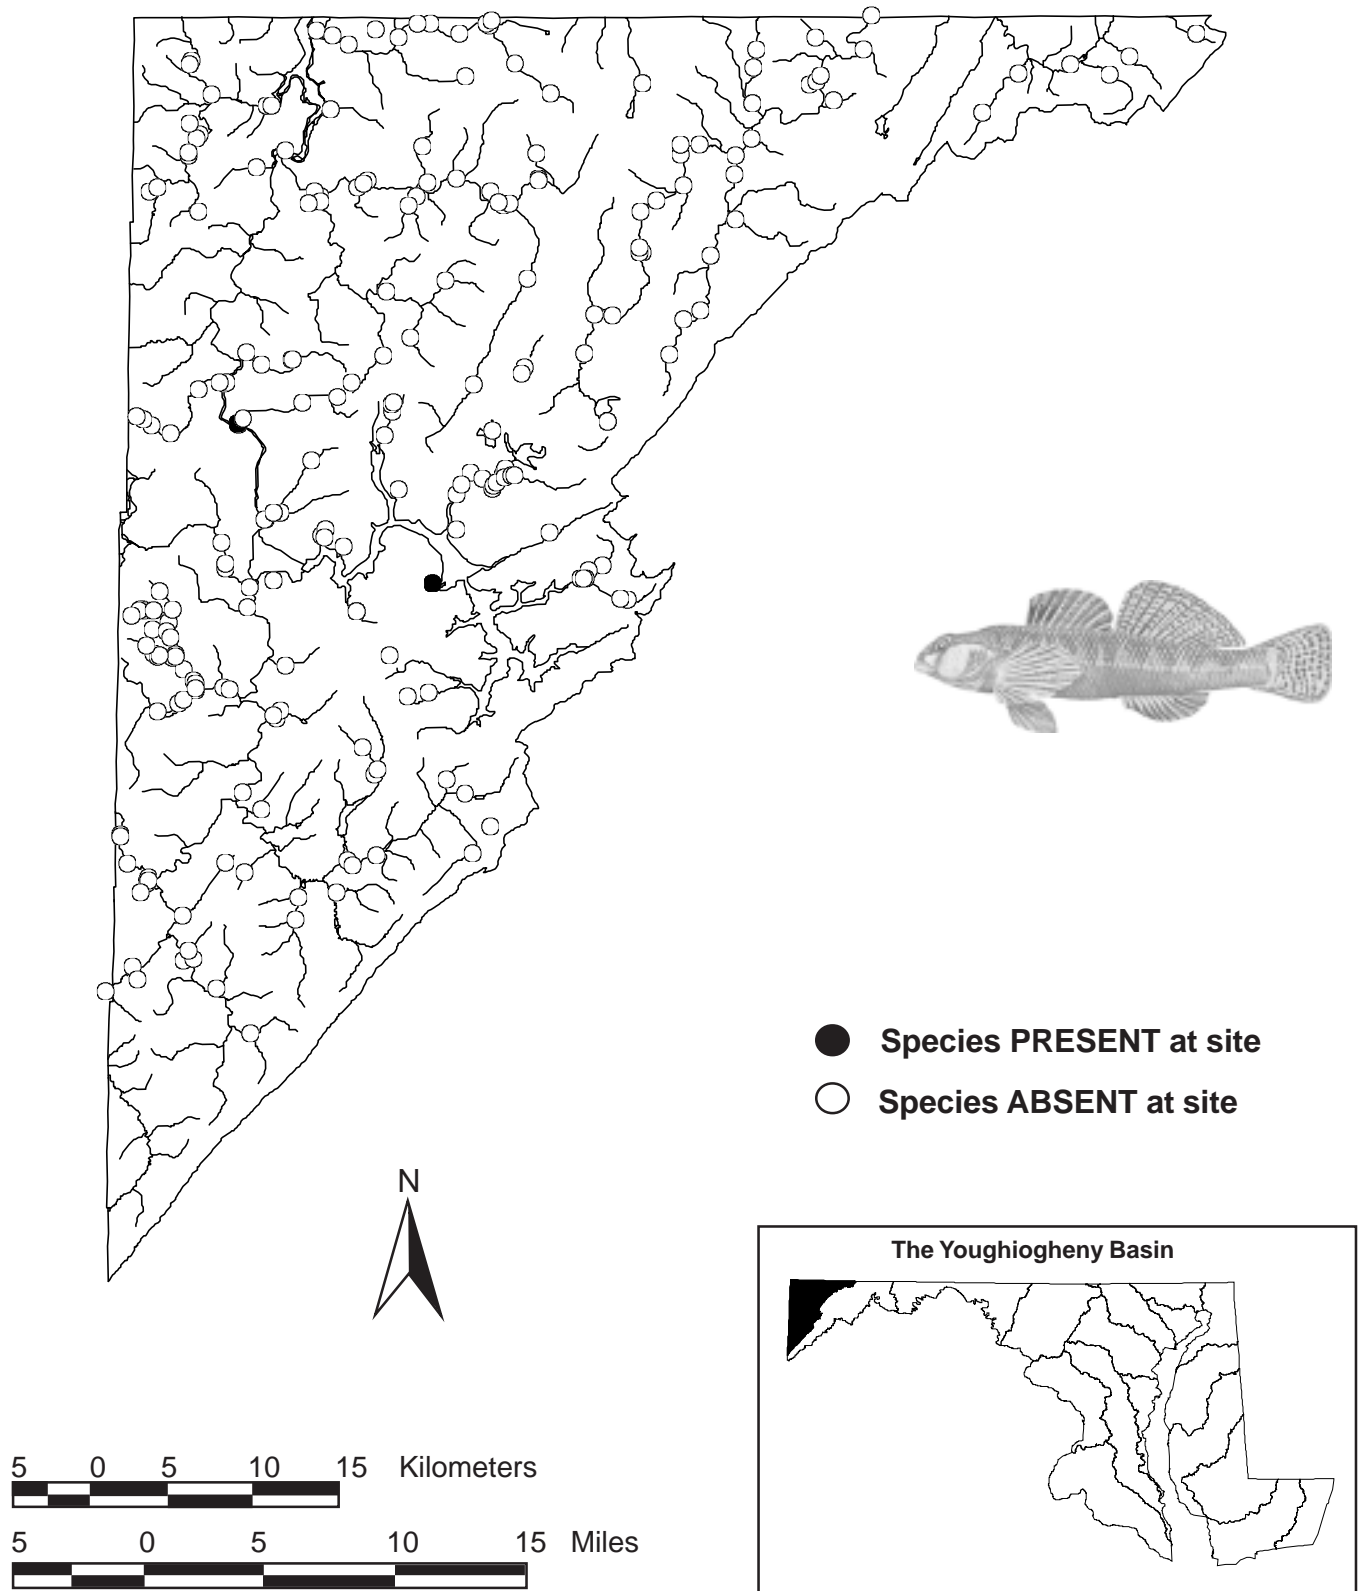 Species PRESENT at site
Species ABSENT at site
N
The Youghiogheny Basin
5 0 5 10 15 Kilometers
5 0 5 10 15 Miles